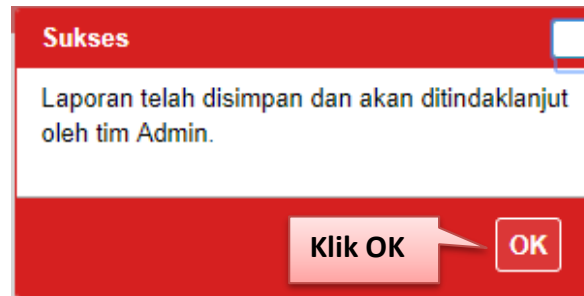 Sukses
Laporan telah disimpan dan akan ditindaklanjut
oleh tim Admin.
Klik OK
OK